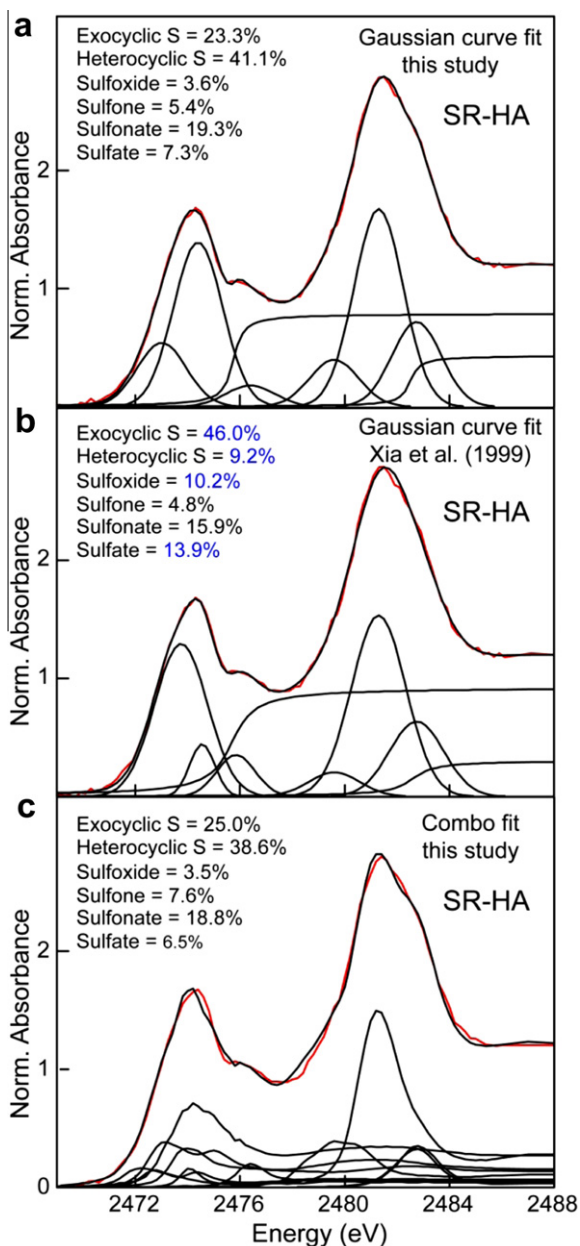 a
Exocyclic S = 23.3%
Heterocyclic S = 41.1%
Sulfoxide = 3.6%
Sulfone = 5.4%
Sulfonate = 19.3%
Sulfate = 7.3%
Gaussian curve fit
this study
SR-HA
Norm. Absorbance
2
1
b
Exocyclic S = 46.0%
Heterocyclic S = 9.2%
Sulfoxide = 10.2%
Sulfone = 4.8%
Sulfonate = 15.9%
Sulfate = 13.9%
Gaussian curve fit
Xia et al. (1999)
SR-HA
Norm. Absorbance
2
1
c
Exocyclic S = 25.0%
Heterocyclic S = 38.6%
Sulfoxide = 3.5%
Sulfone = 7.6%
Sulfonate = 18.8%
Sulfate = 6.5%
Combo fit
this study
SR-HA
Norm. Absorbance
2
1
0
2472 2476 2480 2484 2488
Energy (eV)